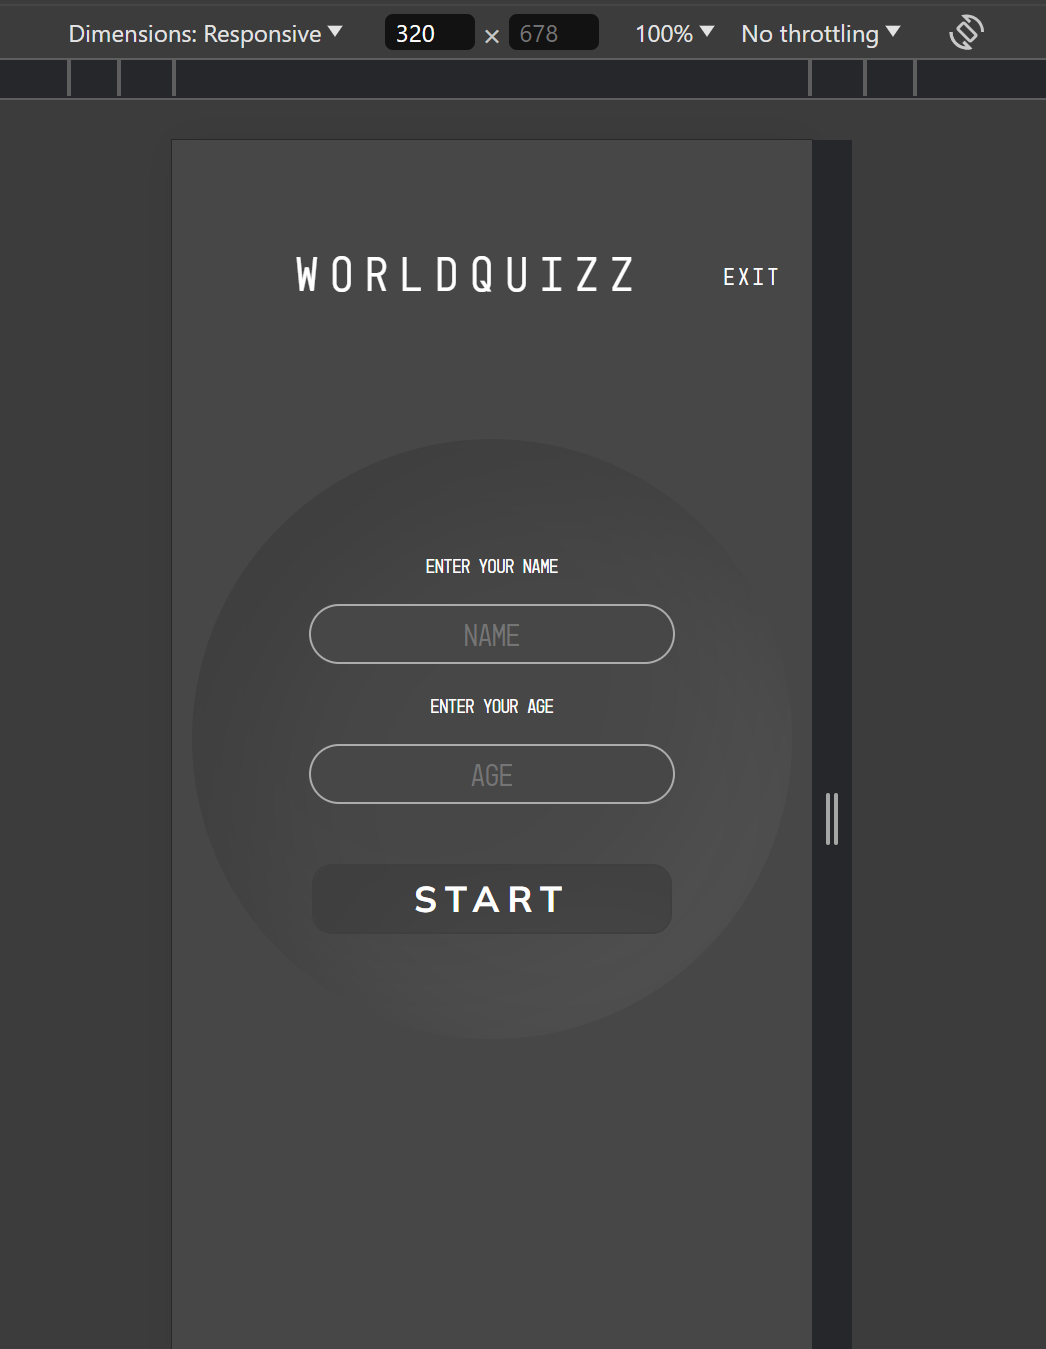 Dimensions: Responsive 320 × 678 100% No throttling
WORLDQUIZZ EXIT
ENTER YOUR NAME
NAME
ENTER YOUR AGE
AGE
START